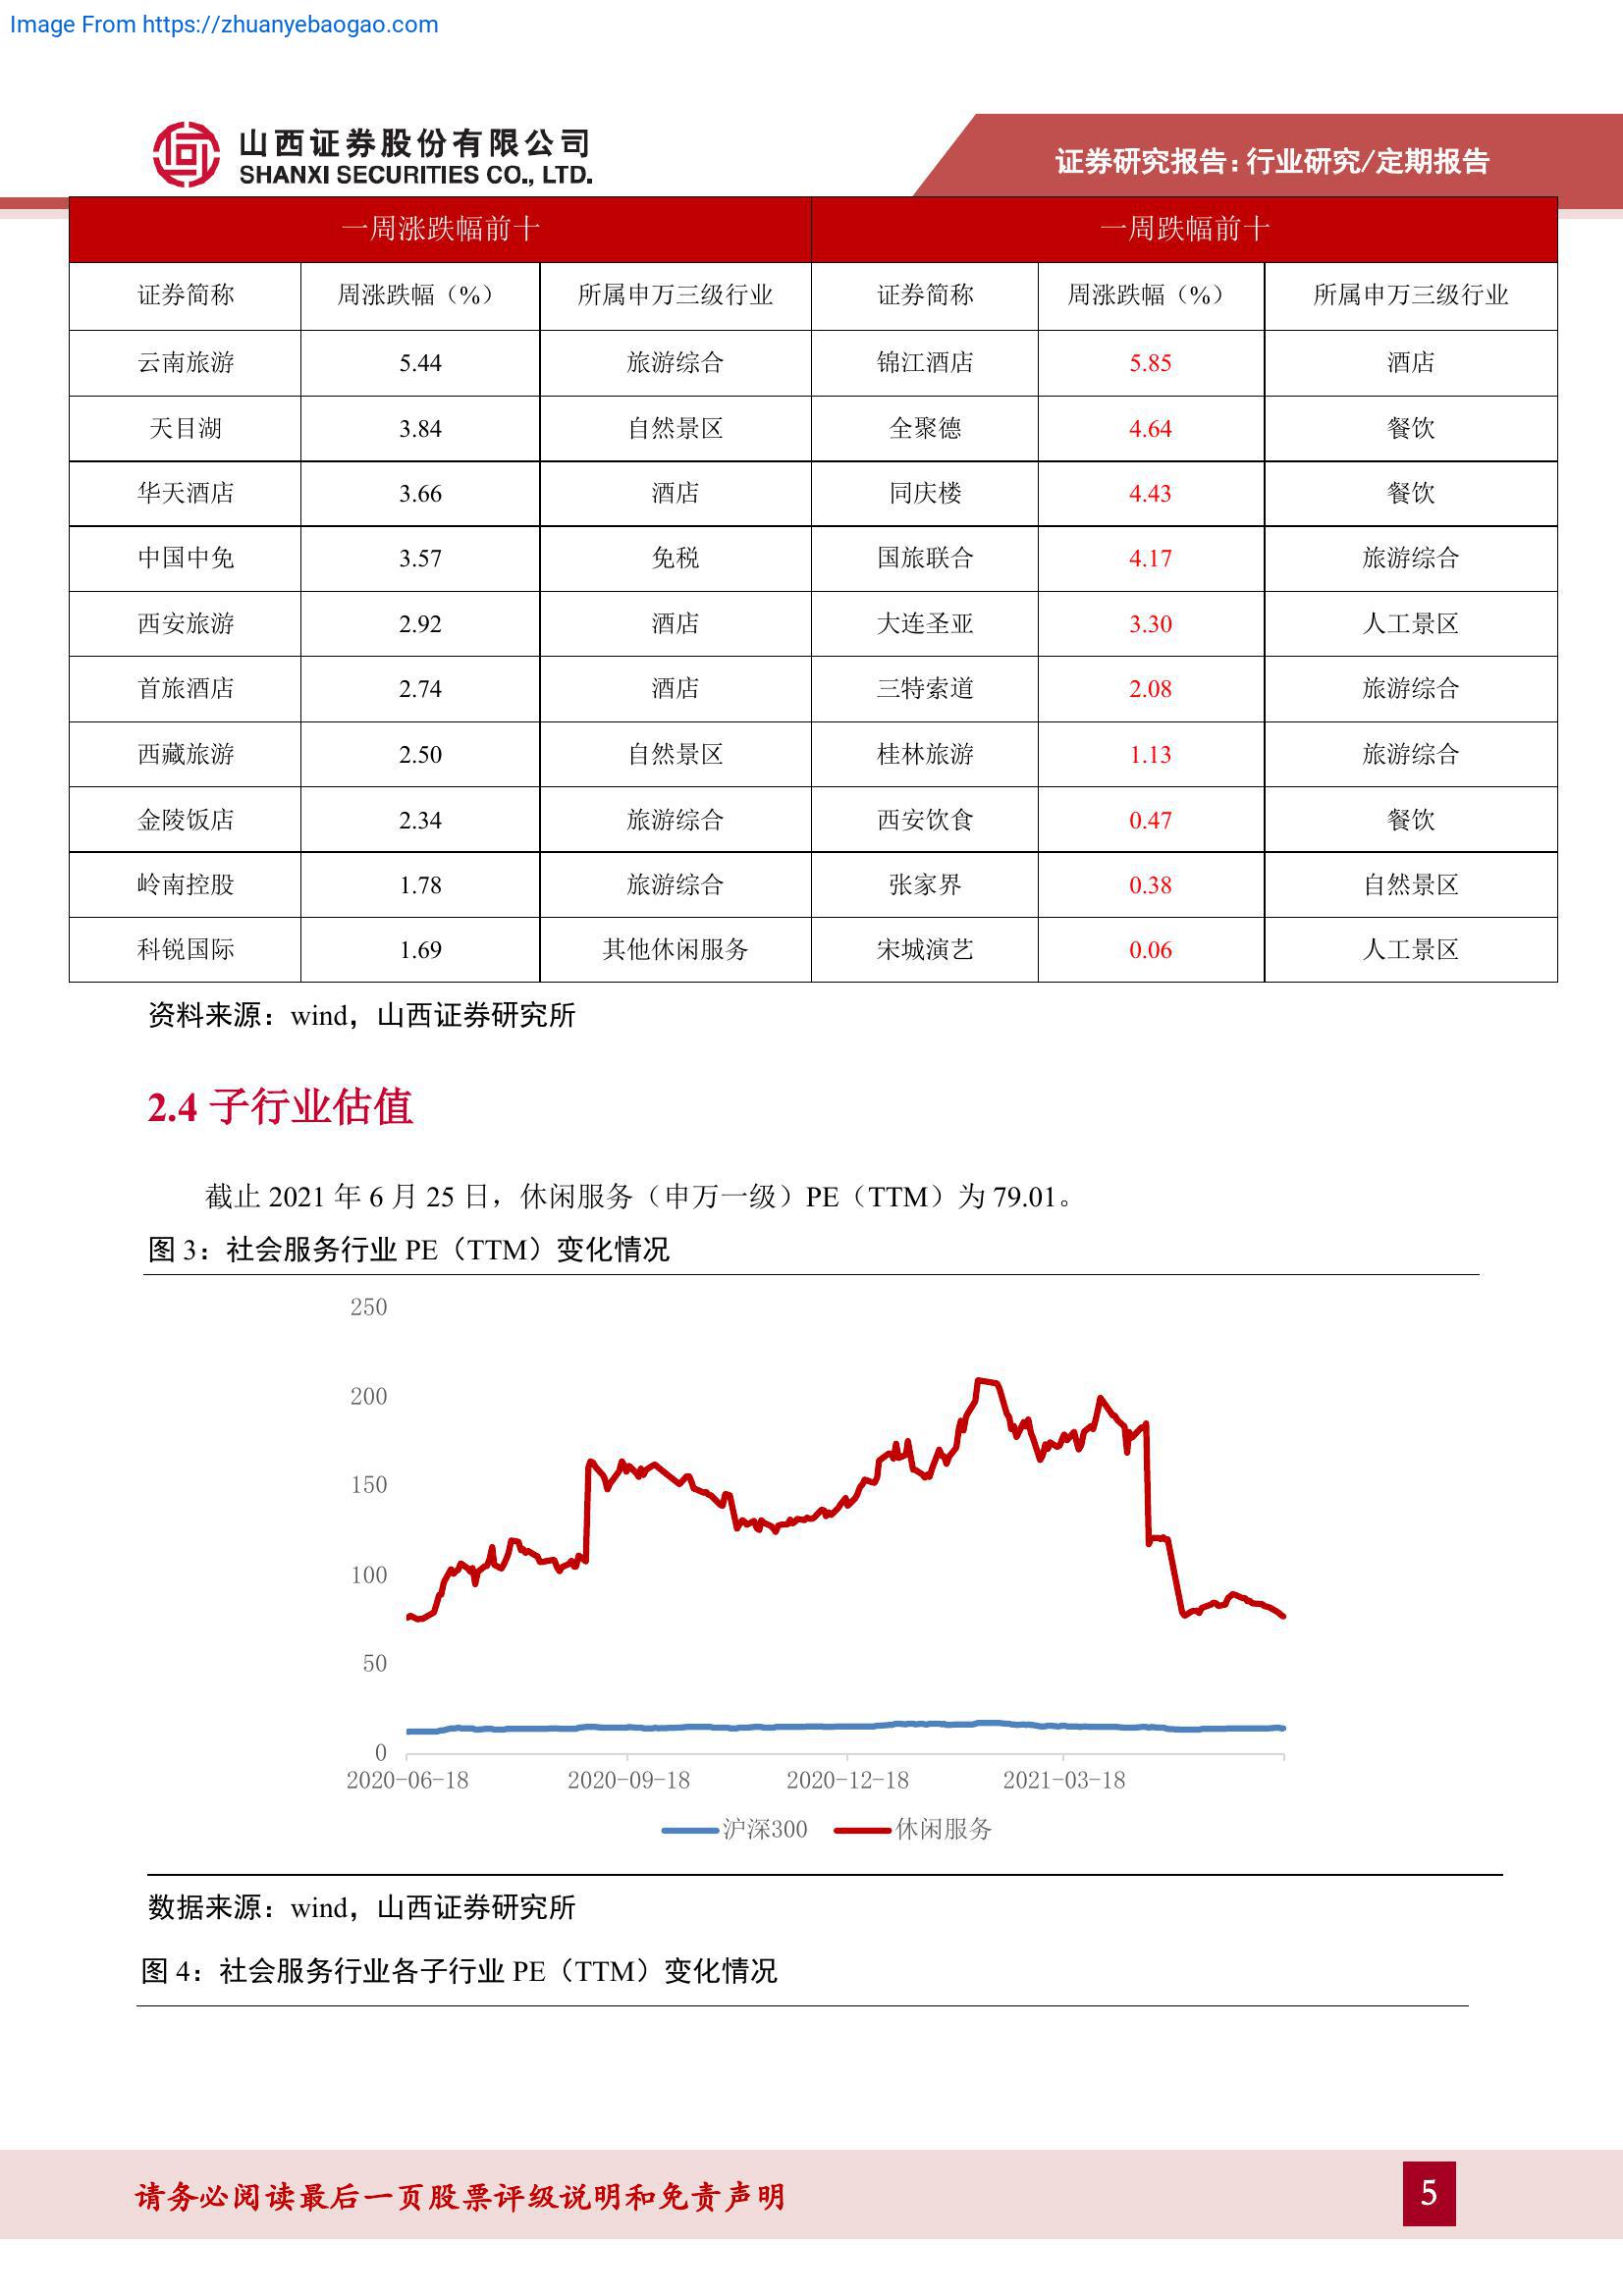 Image From https://zhuanyebaogao.com
山西证券股份有限公司
SHANXI SECURITIES CO., LTD.
证券研究报告：行业研究/定期报告
一周涨跌幅前十 一周跌幅前十
证券简称 周涨跌幅（%） 所属申万三级行业 证券简称 周涨跌幅（%） 所属申万三级行业
云南旅游 5.44 旅游综合 锦江酒店 5.85 酒店
天目湖 3.84 自然景区 全聚德 4.64 餐饮
华天酒店 3.66 酒店 同庆楼 4.43 餐饮
中国中免 3.57 免税 国旅联合 4.17 旅游综合
西安旅游 2.92 酒店 大连圣亚 3.30 人工景区
首旅酒店 2.74 酒店 三特索道 2.08 旅游综合
西藏旅游 2.50 自然景区 桂林旅游 1.13 旅游综合
金陵饭店 2.34 旅游综合 西安饮食 0.47 餐饮
岭南控股 1.78 旅游综合 张家界 0.38 自然景区
科锐国际 1.69 其他休闲服务 宋城演艺 0.06 人工景区
资料来源：wind，山西证券研究所
2.4 子行业估值
截止 2021 年 6 月 25 日，休闲服务（申万一级）PE（TTM）为 79.01。
图 3：社会服务行业 PE（TTM）变化情况
250
200
150
100
50
0
2020-06-18 2020-09-18 2020-12-18 2021-03-18
沪深300 休闲服务
数据来源：wind，山西证券研究所
图 4：社会服务行业各子行业 PE（TTM）变化情况
请务必阅读最后一页股票评级说明和免责声明 5